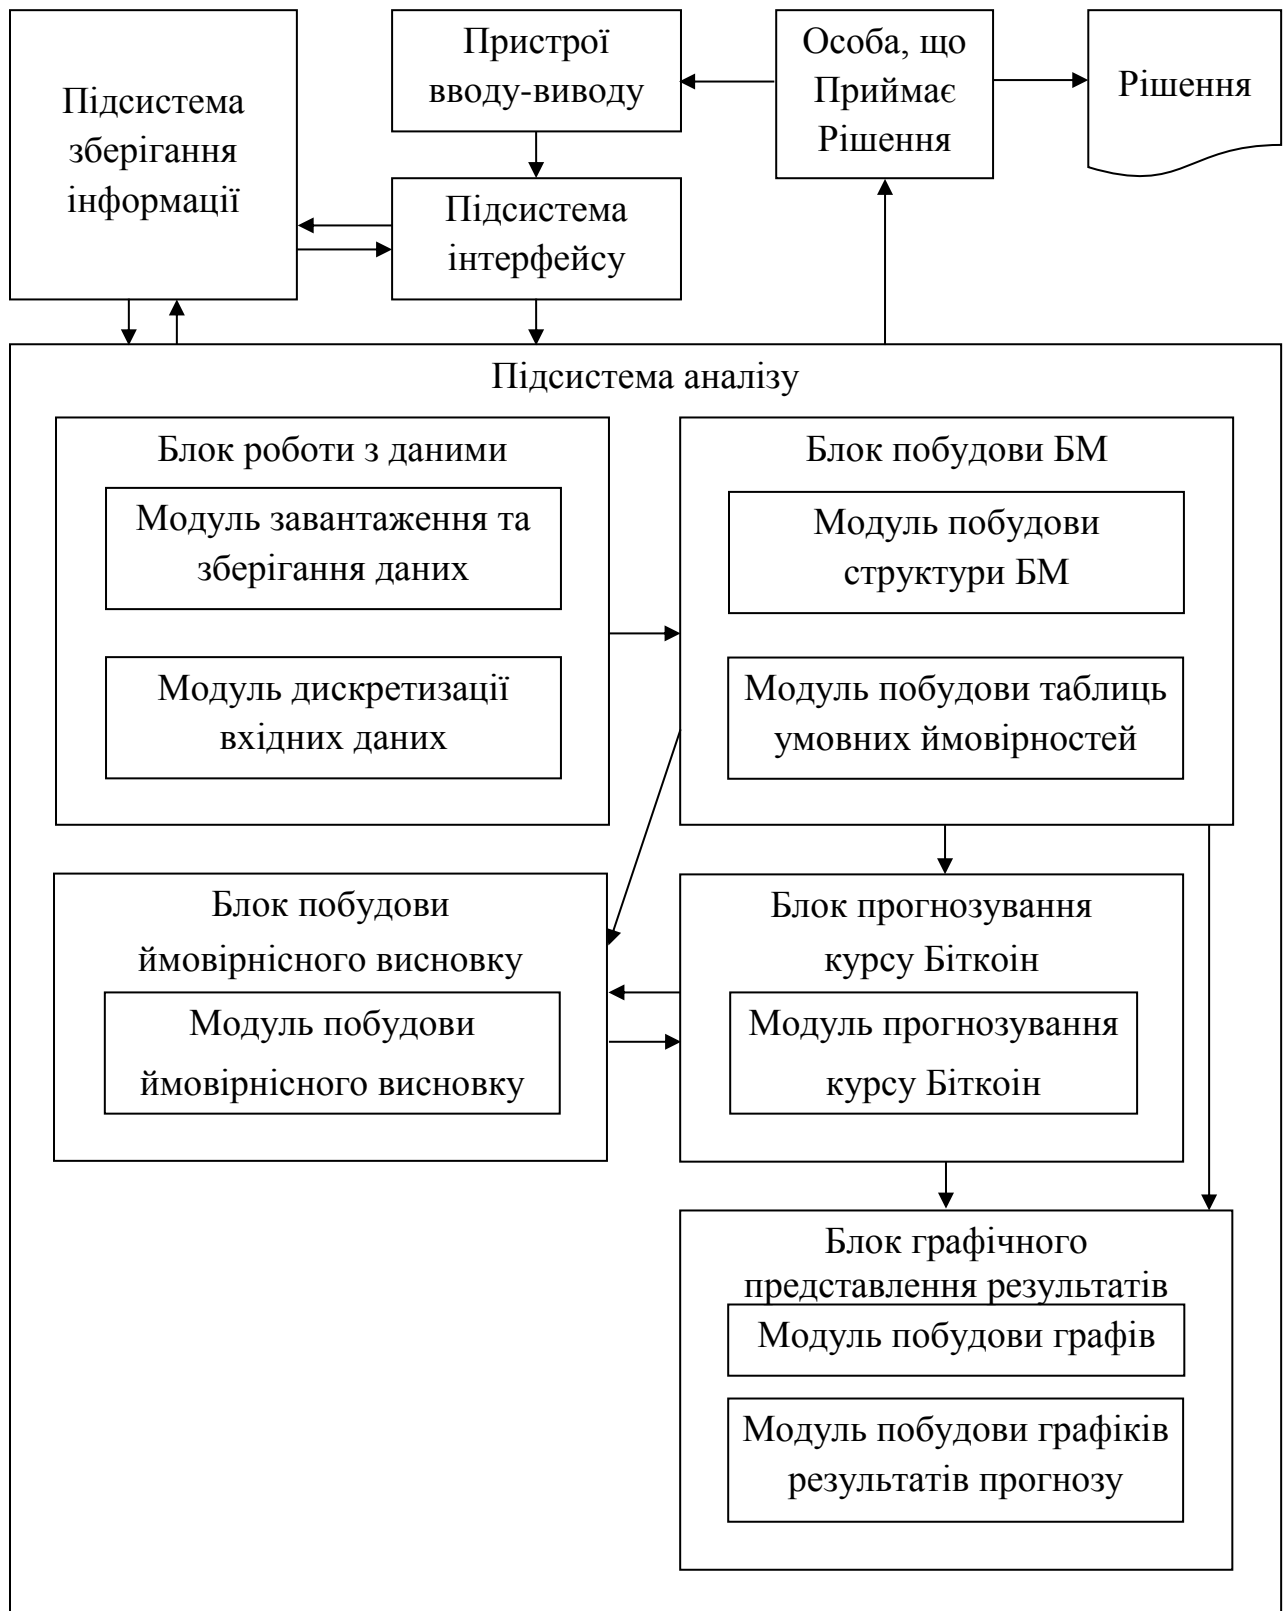 Підсистема
зберігання
інформації
Пристрої
вводу-виводу
Особа, що
Приймає
Рішення
Рішення
Підсистема
інтерфейсу
Підсистема аналізу
Блок роботи з даними
Модуль завантаження та
зберігання даних
Модуль дискретизації
вхідних даних
Блок побудови БМ
Модуль побудови
структури БМ
Модуль побудови таблиць
умовних ймовірностей
Блок побудови
ймовірнісного висновку
Модуль побудови
ймовірнісного висновку
Блок прогнозування
курсу Біткоін
Модуль прогнозування
курсу Біткоін
Блок графічного
представлення результатів
Модуль побудови графів
Модуль побудови графіків
результатів прогнозу